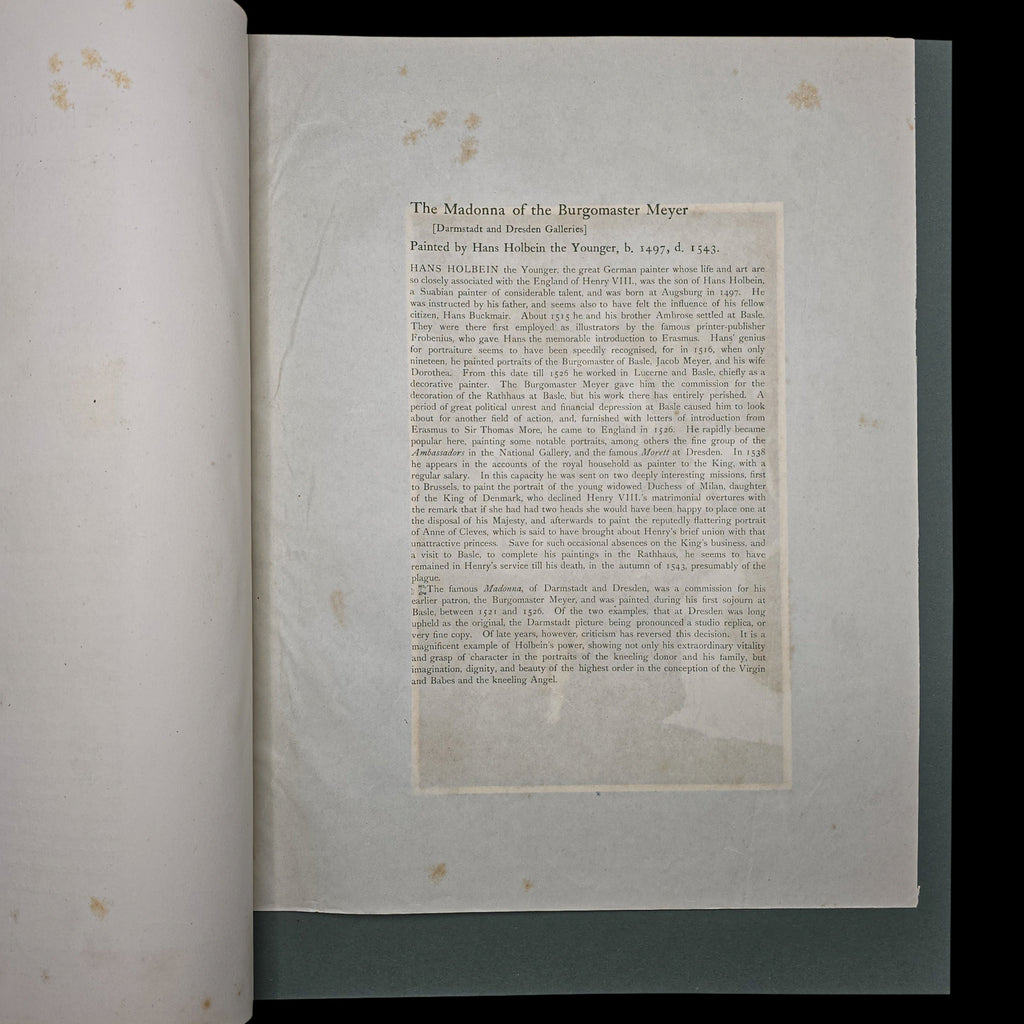 The Madonna of the Burgomaster Meyer
[Darmstadt and Dresden Galleries]
Painted by Hans Holbein the Younger, b. 1497, d. 1543.
HANS HOLBEIN the Younger, the great German painter whose life and art are
so closely associated with the England of Henry VIII., was the son of Hans Holbein,
a Suabian painter of considerable talent, and was born at Augsburg in 1497. He
was instructed by his father, and seems also to have felt the influence of his fellow
citizen, Hans Buckmair. About 1515 he and his brother Ambrose settled at Basle.
They were there first employed as illustrators by the famous printer-publisher
Frobenius, who gave Hans the memorable introduction to Erasmus. Hans' genius
for portraiture seems to have been speedily recognised, for in 1516, when only
nineteen, he painted portraits of the Burgomaster of Basle, Jacob Meyer, and his wife
Dorothea. From this date till 1526 he worked in Lucerne and Basle, chiefly as a
decorative painter. The Burgomaster Meyer gave him the commission for the
decoration of the Rathhaus at Basle, but his work there has entirely perished. A
period of great political unrest and financial depression at Basle caused him to look
about for another field of action, and, furnished with letters of introduction from
Erasmus to Sir Thomas More, he came to England in 1526. He rapidly became
popular here, painting some notable portraits, among others the fine group of the
Ambassadors in the National Gallery, and the famous Morett at Dresden. In 1538
he appears in the accounts of the royal household as painter to the King, with a
regular salary. In this capacity he was sent on two deeply interesting missions, first
to Brussels, to paint the portrait of the young widowed Duchess of Milan, daughter
of the King of Denmark, who declined Henry VIII.'s matrimonial overtures with
the remark that if she had had two heads she would have been happy to place one at
the disposal of his Majesty, and afterwards to paint the reputedly flattering portrait
of Anne of Cleves, which is said to have brought about Henry's brief union with that
unattractive princess. Save for such occasional absences on the King's business, and
a visit to Basle, to complete his paintings in the Rathhaus, he seems to have
remained in Henry's service till his death, in the autumn of 1543, presumably of the
plague.
The famous Madonna, of Darmstadt and Dresden, was a commission for his
earlier patron, the Burgomaster Meyer, and was painted during his first sojourn at
Basle, between 1521 and 1526. Of the two examples, that at Dresden was long
upheld as the original, the Darmstadt picture being pronounced a studio replica, or
very fine copy. Of late years, however, criticism has reversed this decision. It is a
magnificent example of Holbein's power, showing not only his extraordinary vitality
and grasp of character in the portraits of the kneeling donor and his family, but
imagination, dignity, and beauty of the highest order in the conception of the Virgin
and Babes and the kneeling Angel.